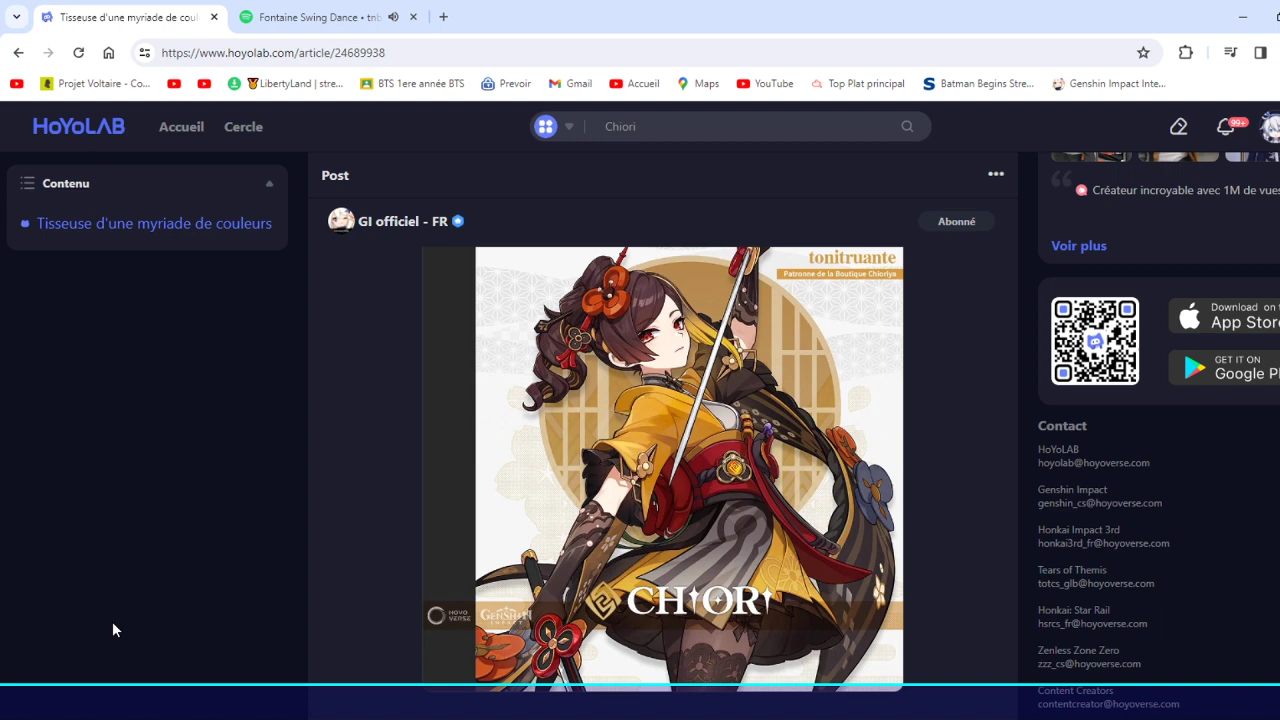 Tisseuse d'une myriade de coul
Fontaine Swing Dance • tnb
https://www.hoyolab.com/article/24689938
Projet Voltaire - Co...
LibertyLand | stre...
BTS 1ere année BTS
Prevoir
Gmail
Accueil
Maps
YouTube
Top Plat principal
Batman Begins Stre...
Genshin Impact Inte...
HoYoLAB
Accueil
Cercle
Chiori
99+
Contenu
Tisseuse d'une myriade de couleurs
Post
GI officiel - FR
Abonné
tonitruante
Patronne de la Boutique Chioriya
CHIORI
HOYO
VERSE
GENSHIN
IMPACT
Créateur incroyable avec 1M de vues
Voir plus
Download on
App Store
GET IT ON
Google Pl
Contact
HoYoLAB
hoyolab@hoyoverse.com
Genshin Impact
genshin_cs@hoyoverse.com
Honkai Impact 3rd
honkai3rd_fr@hoyoverse.com
Tears of Themis
totcs_glb@hoyoverse.com
Honkai: Star Rail
hsrcs_fr@hoyoverse.com
Zenless Zone Zero
zzz_cs@hoyoverse.com
Content Creators
contentcreator@hoyoverse.com